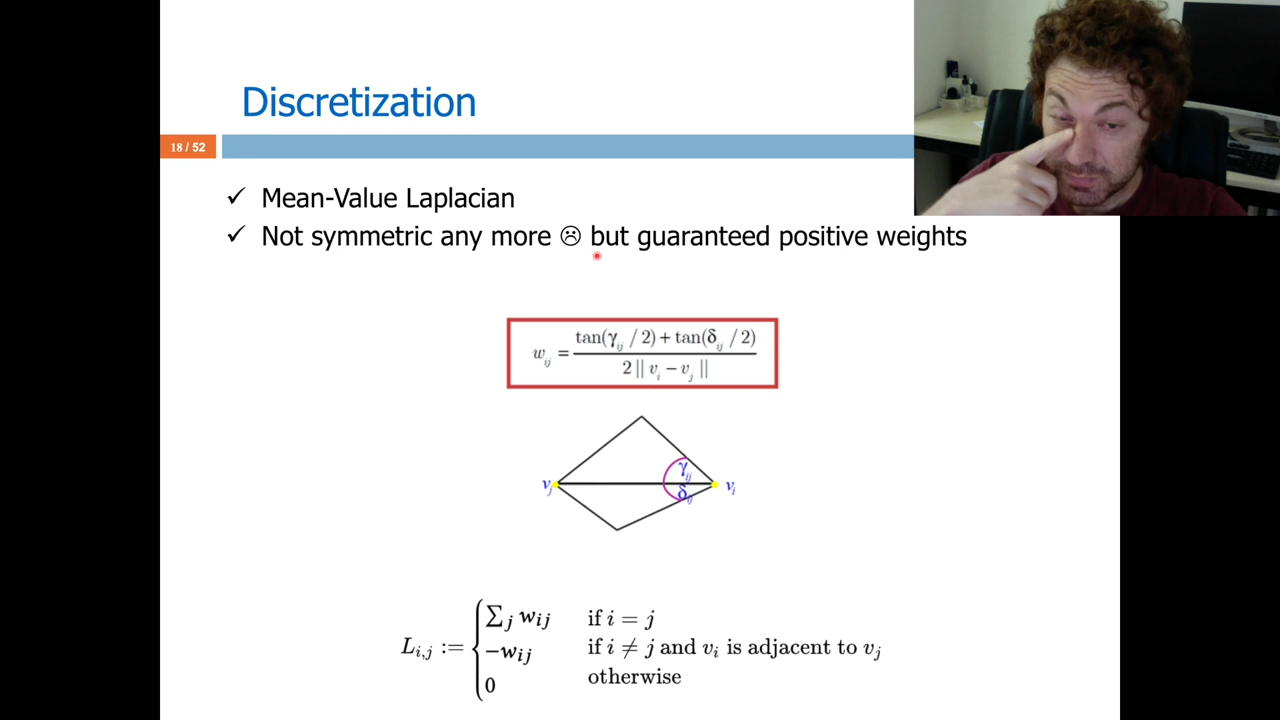 Discretization
18 / 52
✓ Mean-Value Laplacian
✓ Not symmetric any more ☹ but guaranteed positive weights
w_ij = (tan(γ_ij / 2) + tan(δ_ij / 2)) / (2 || v_i − v_j ||)
γ_ij
v_j v_i
δ_ij
L_{i,j} := { ∑_j w_ij if i = j
−w_ij if i ≠ j and v_i is adjacent to v_j
0 otherwise